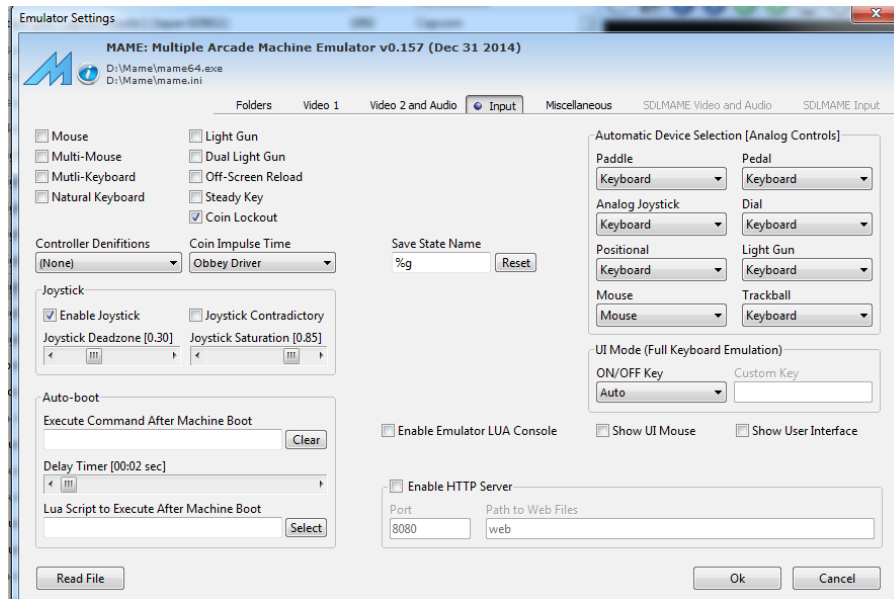 Emulator Settings
MAME: Multiple Arcade Machine Emulator v0.157 (Dec 31 2014)
D:\Mame\mame64.exe
D:\Mame\mame.ini
Folders Video 1 Video 2 and Audio Input Miscellaneous SDLMAME Video and Audio SDLMAME Input
Mouse Light Gun
Multi-Mouse Dual Light Gun
Mutli-Keyboard Off-Screen Reload
Natural Keyboard Steady Key
Coin Lockout
Controller Denifitions Coin Impulse Time
(None) Obbey Driver
Save State Name
%g Reset
Automatic Device Selection [Analog Controls]
Paddle Pedal
Keyboard Keyboard
Analog Joystick Dial
Keyboard Keyboard
Positional Light Gun
Keyboard Keyboard
Mouse Trackball
Mouse Keyboard
Joystick
Enable Joystick Joystick Contradictory
Joystick Deadzone [0.30] Joystick Saturation [0.85]
UI Mode (Full Keyboard Emulation)
ON/OFF Key Custom Key
Auto
Auto-boot
Execute Command After Machine Boot
Clear
Delay Timer [00:02 sec]
Lua Script to Execute After Machine Boot
Select
Enable Emulator LUA Console Show UI Mouse Show User Interface
Enable HTTP Server
Port Path to Web Files
8080 web
Read File Ok Cancel